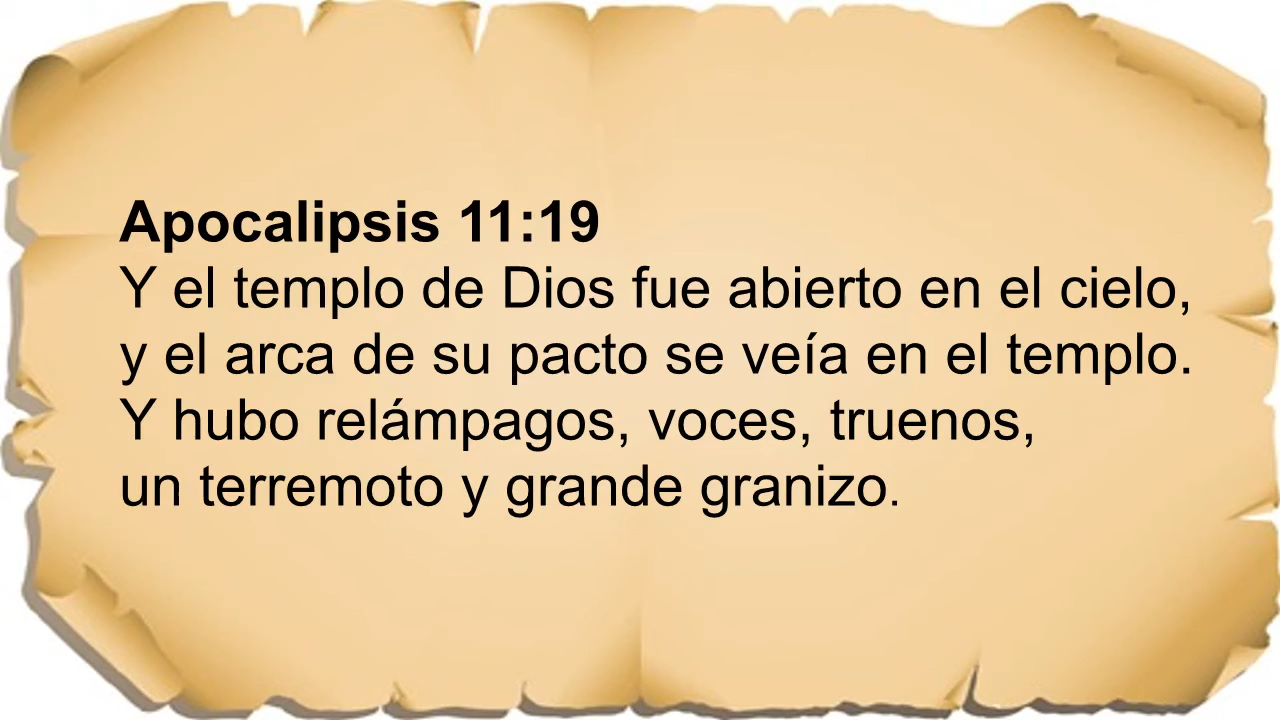 Apocalipsis 11:19
Y el templo de Dios fue abierto en el cielo,
y el arca de su pacto se veía en el templo.
Y hubo relámpagos, voces, truenos,
un terremoto y grande granizo.